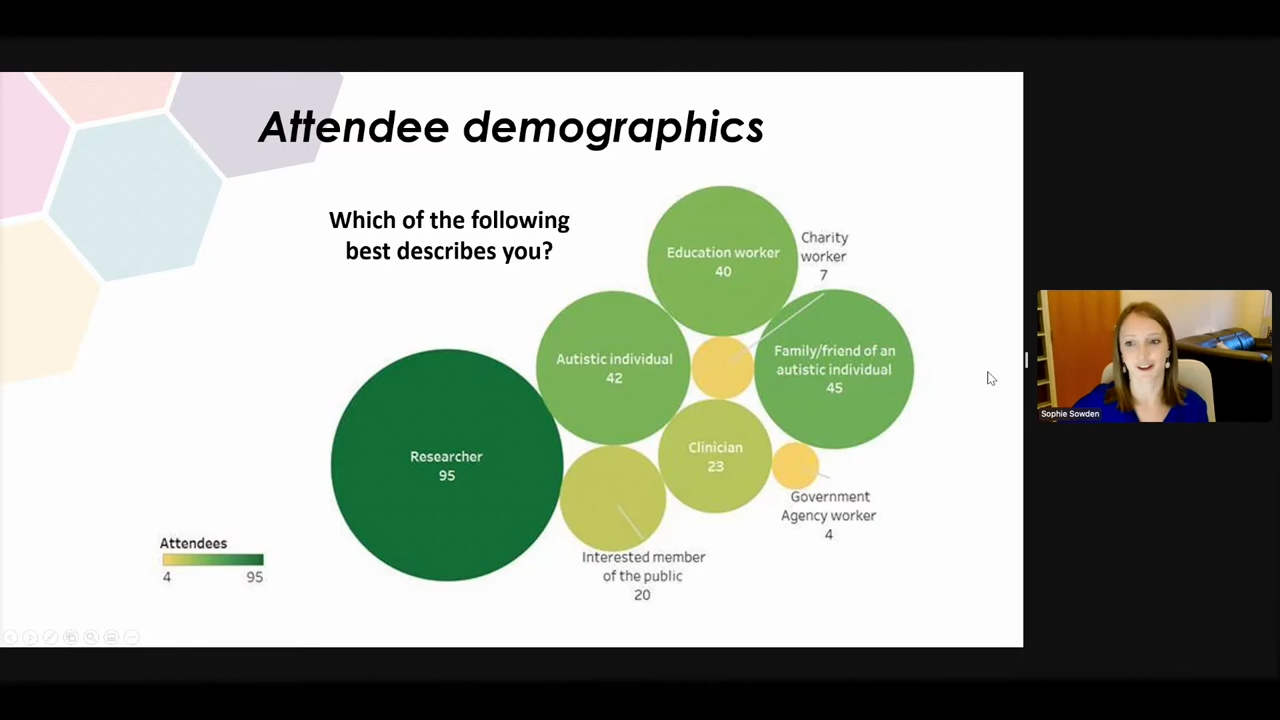 Attendee demographics
Which of the following
best describes you?
Education worker
40
Charity
worker
7
Autistic individual
42
Family/friend of an
autistic individual
45
Researcher
95
Clinician
23
Government
Agency worker
4
Interested member
of the public
20
Attendees
4 95
Sophie Sowden